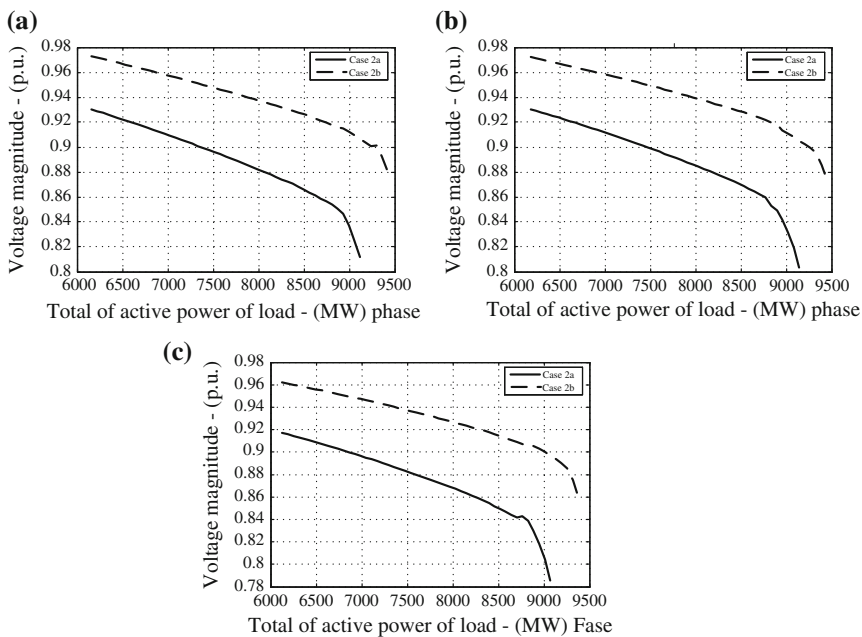 (a)
Voltage magnitude - (p.u.)
0.98
0.96
0.94
0.92
0.9
0.88
0.86
0.84
0.82
0.8
Case 2a
Case 2b
6000 6500 7000 7500 8000 8500 9000 9500
Total of active power of load - (MW) phase
(b)
Voltage magnitude - (p.u.)
0.98
0.96
0.94
0.92
0.9
0.88
0.86
0.84
0.82
0.8
Case 2a
Case 2b
6000 6500 7000 7500 8000 8500 9000 9500
Total of active power of load - (MW) phase
(c)
Voltage magnitude - (p.u.)
0.98
0.96
0.94
0.92
0.9
0.88
0.86
0.84
0.82
0.8
0.78
Case 2a
Case 2b
6000 6500 7000 7500 8000 8500 9000 9500
Total of active power of load - (MW) Fase